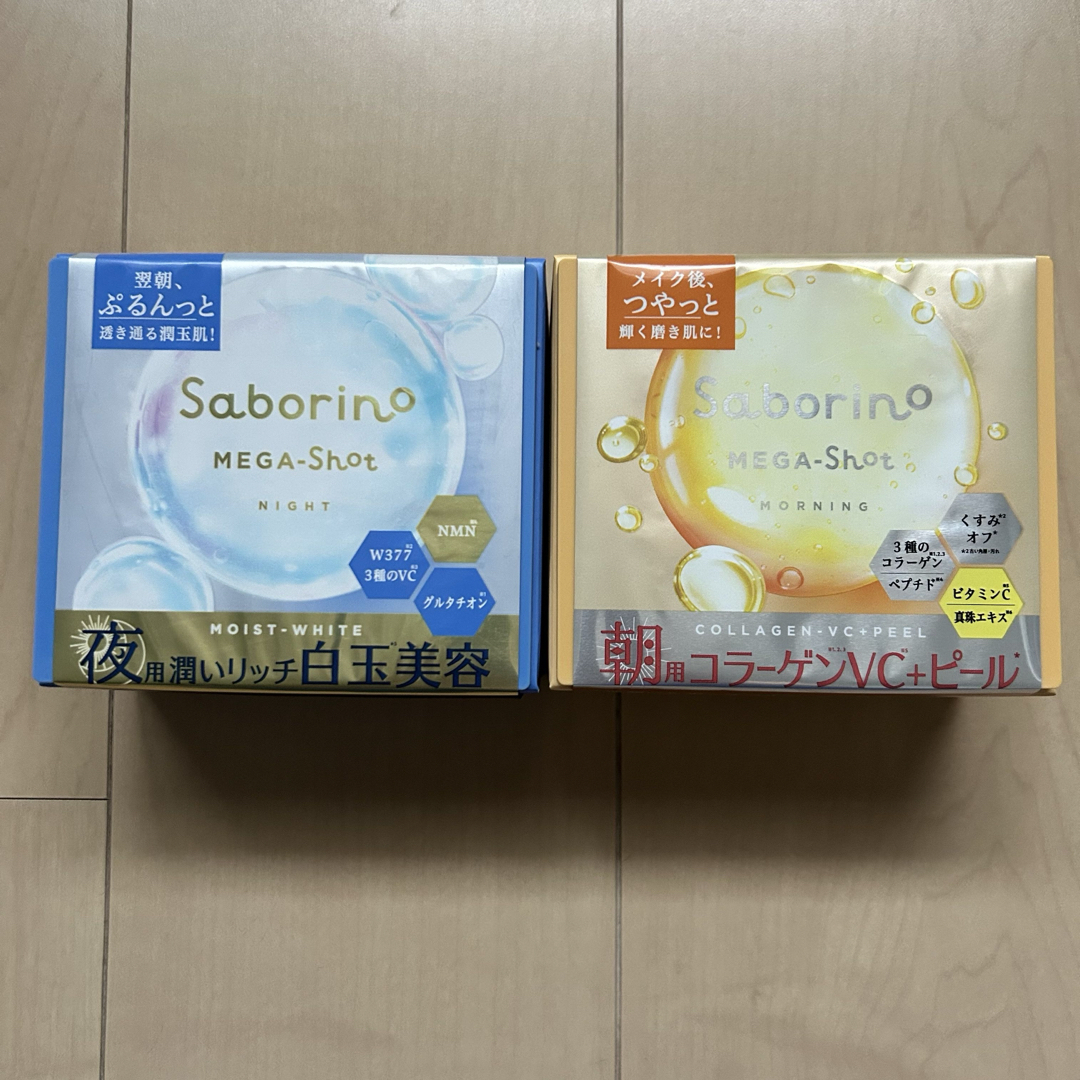 翌朝、
ぷるんっと
透き通る潤玉肌!
Saborino
MEGA-Shot
NIGHT
NMN
W377
3種のVC
グルタチオン
MOIST-WHITE
夜用潤いリッチ白玉美容
メイク後、
つやっと
輝く磨き肌に!
Saborino
MEGA-Shot
MORNING
くすみ※2
オフ*
3種の
コラーゲン※1,2,3
ペプチド
ビタミンC
真珠エキス
COLLAGEN-VC+PEEL
朝用コラーゲンVC+ピール*